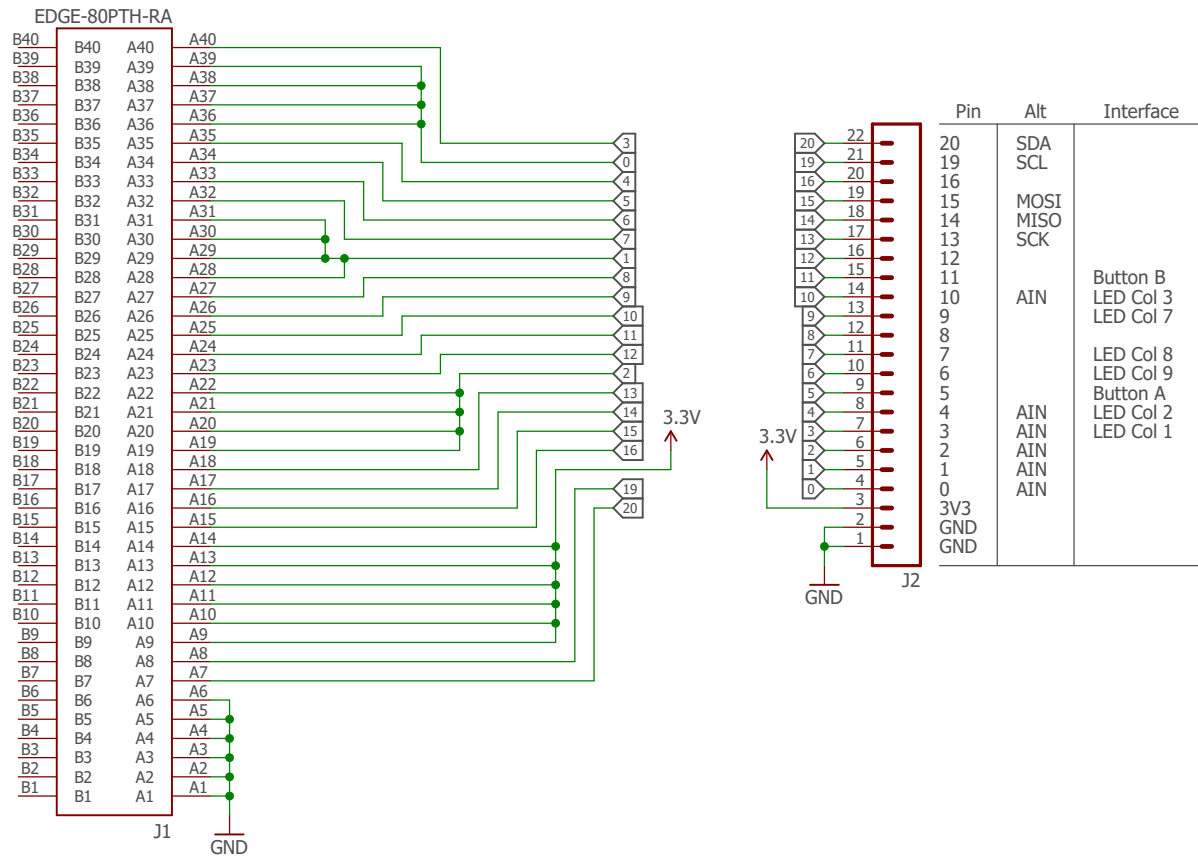 EDGE-80PTH-RA
B40 B40 A40 A40
B39 B39 A39 A39
B38 B38 A38 A38
B37 B37 A37 A37
B36 B36 A36 A36
B35 B35 A35 A35
B34 B34 A34 A34
B33 B33 A33 A33
B32 B32 A32 A32
B31 B31 A31 A31
B30 B30 A30 A30
B29 B29 A29 A29
B28 B28 A28 A28
B27 B27 A27 A27
B26 B26 A26 A26
B25 B25 A25 A25
B24 B24 A24 A24
B23 B23 A23 A23
B22 B22 A22 A22
B21 B21 A21 A21
B20 B20 A20 A20
B19 B19 A19 A19
B18 B18 A18 A18
B17 B17 A17 A17
B16 B16 A16 A16
B15 B15 A15 A15
B14 B14 A14 A14
B13 B13 A13 A13
B12 B12 A12 A12
B11 B11 A11 A11
B10 B10 A10 A10
B9 B9 A9 A9
B8 B8 A8 A8
B7 B7 A7 A7
B6 B6 A6 A6
B5 B5 A5 A5
B4 B4 A4 A4
B3 B3 A3 A3
B2 B2 A2 A2
B1 B1 A1 A1
J1
GND
3
0
4
5
6
7
1
8
9
10
11
12
2
13
14
15
16
19
20
3.3V
3.3V
GND
Pin Alt Interface
20 22 20 SDA
19 21 19 SCL
16 20 16
15 19 15 MOSI
14 18 14 MISO
13 17 13 SCK
12 16 12
11 15 11 Button B
10 14 10 AIN LED Col 3
9 13 9 LED Col 7
8 12 8
7 11 7 LED Col 8
6 10 6 LED Col 9
5 9 5 Button A
4 8 4 AIN LED Col 2
3 7 3 AIN LED Col 1
2 6 2 AIN
1 5 1 AIN
0 4 0 AIN
3 3V3
2 GND
1 GND
J2